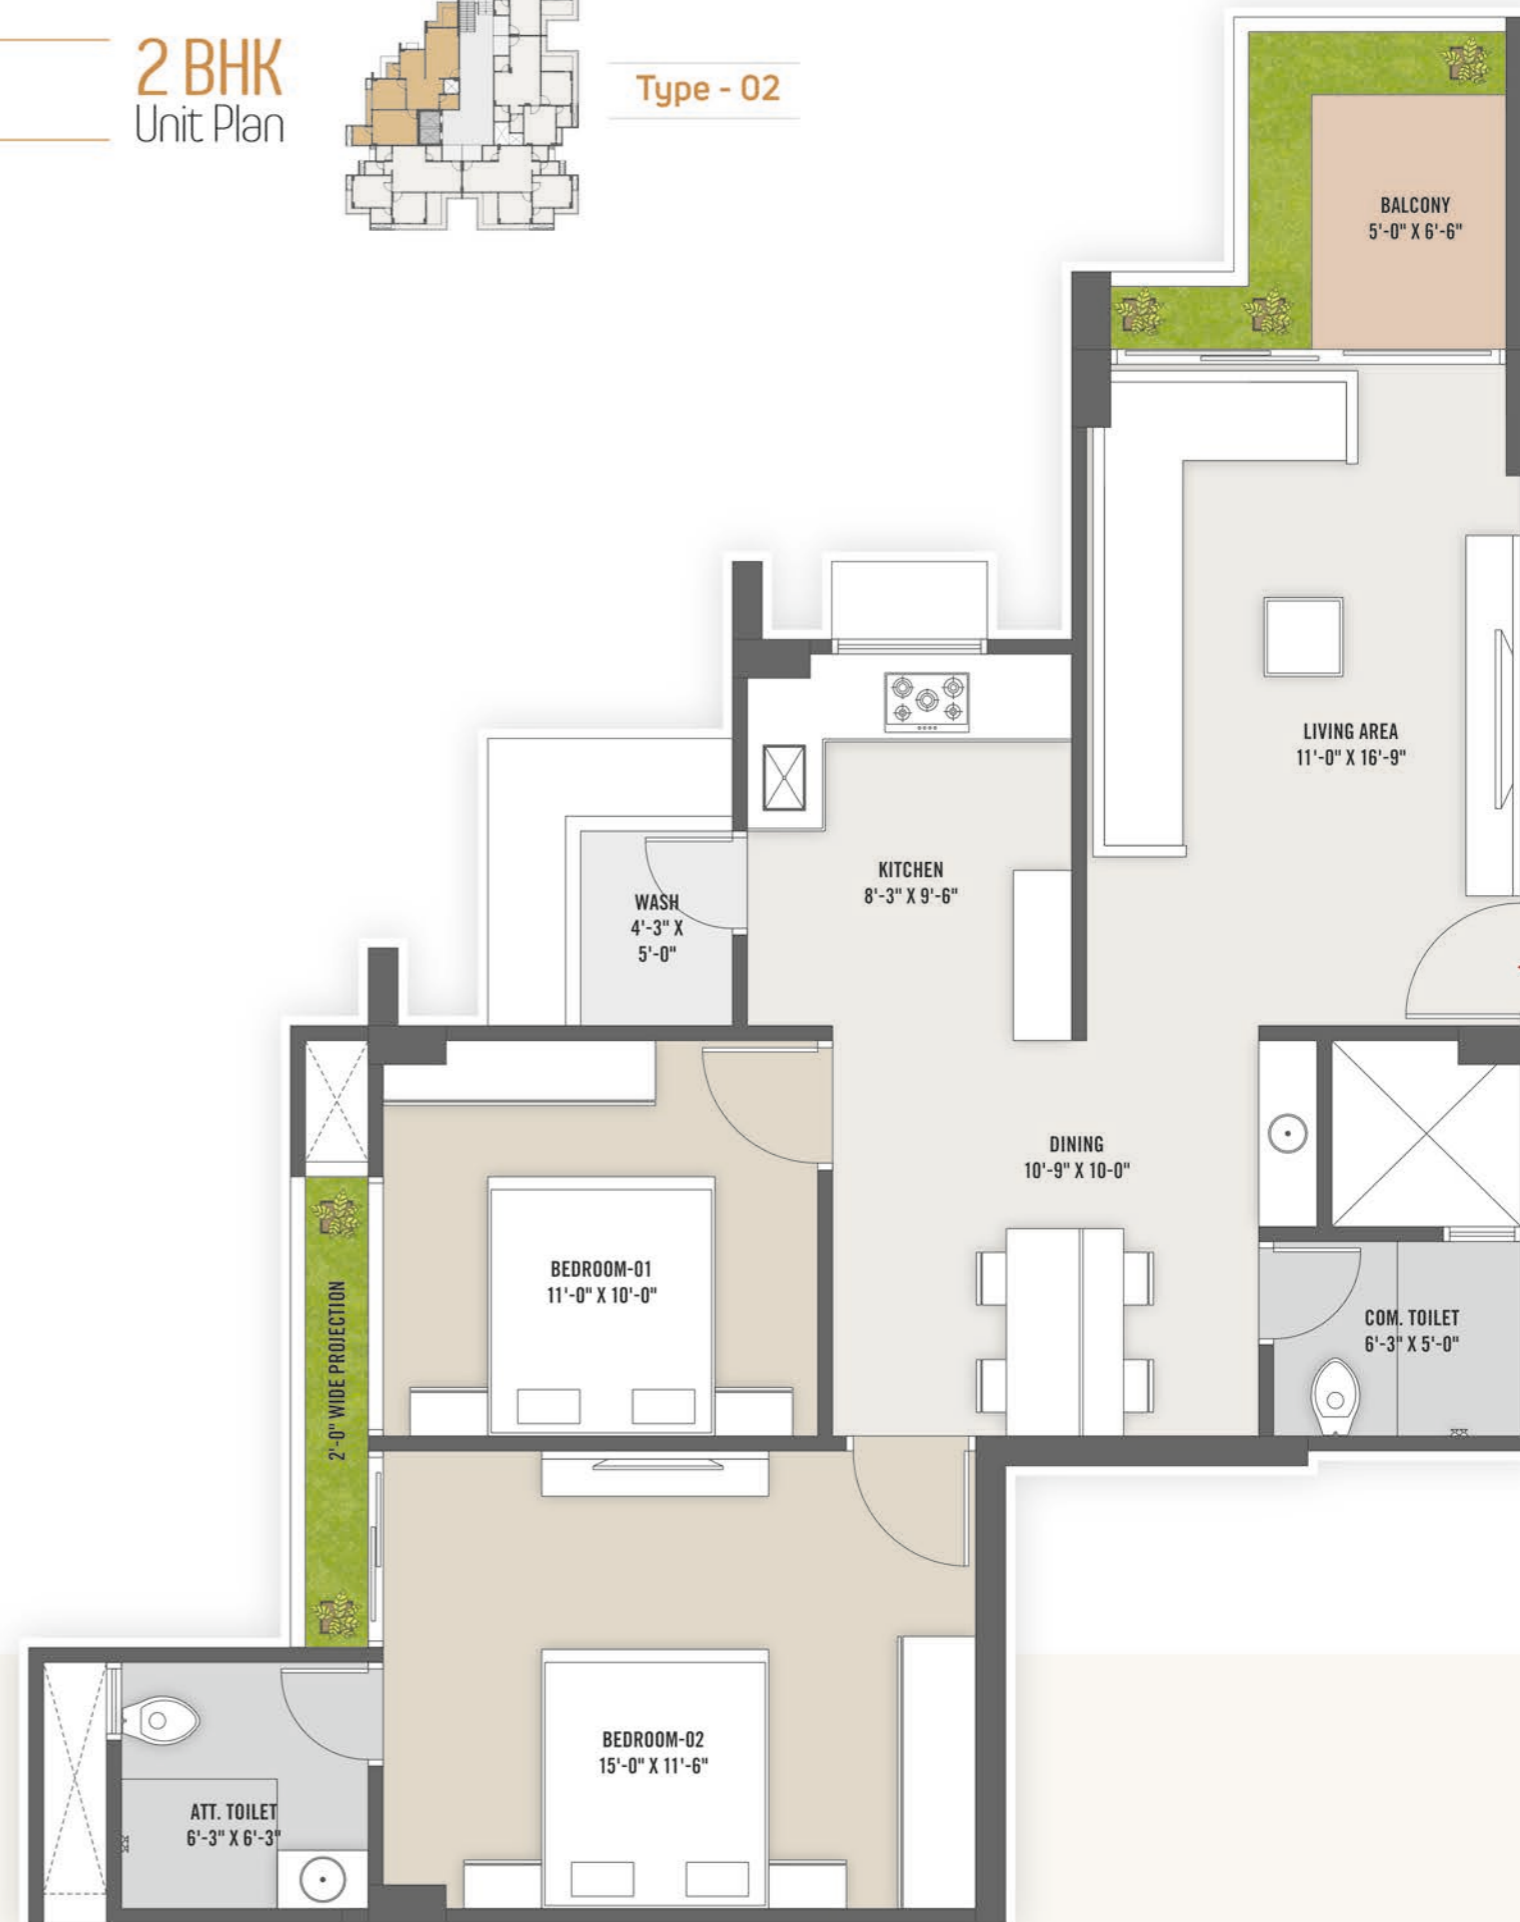 2 BHK
Unit Plan
Type - 02
BALCONY
5'-0" X 6'-6"
LIVING AREA
11'-0" X 16'-9"
KITCHEN
8'-3" X 9'-6"
WASH
4'-3" X
5'-0"
DINING
10'-9" X 10-0"
BEDROOM-01
11'-0" X 10'-0"
2'-0" WIDE PROJECTION
COM. TOILET
6'-3" X 5'-0"
BEDROOM-02
15'-0" X 11'-6"
ATT. TOILET
6'-3" X 6'-3"